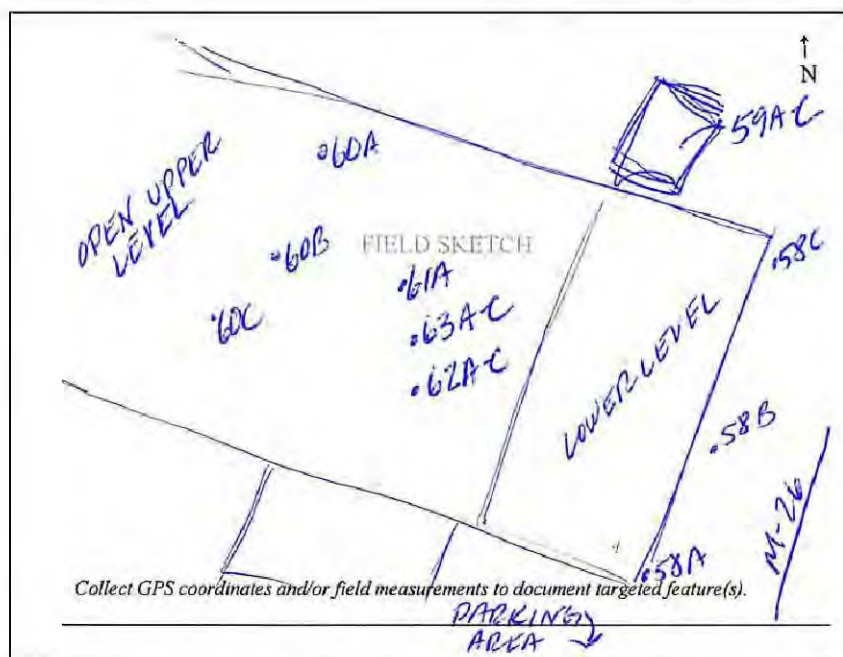 N
59A-C
60A
OPEN UPPER
LEVEL
FIELD SKETCH
60B
61A
58C
60C
63A-C
62A-C
LOWER LEVEL
58B
M-26
58A
Collect GPS coordinates and/or field measurements to document targeted feature(s).
PARKING
AREA